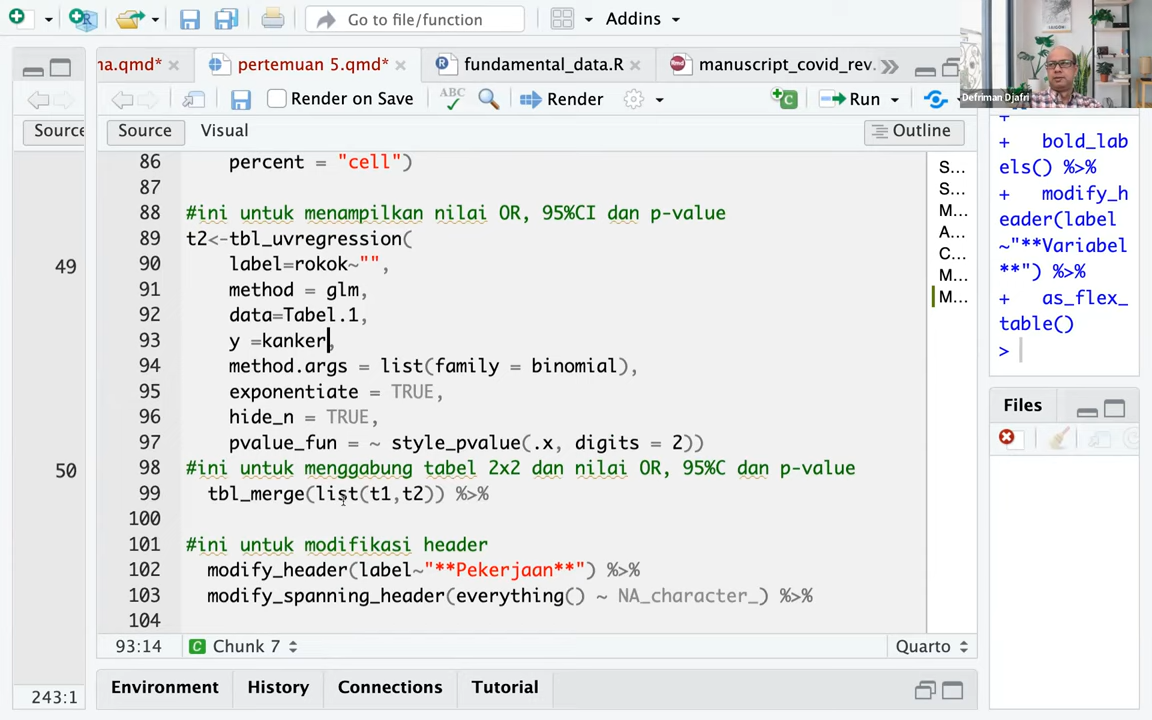 Go to file/function
Addins
na.qmd*
pertemuan 5.qmd*
fundamental_data.R
manuscript_covid_rev.
Defriman Djafri
Render on Save
ABC
Render
Run
Source
Source
Visual
Outline
49
50
243:1
86 percent = "cell")
87
88 #ini untuk menampilkan nilai OR, 95%CI dan p-value
89 t2<-tbl_uvregression(
90 label=rokok~"",
91 method = glm,
92 data=Tabel.1,
93 y =kanker,
94 method.args = list(family = binomial),
95 exponentiate = TRUE,
96 hide_n = TRUE,
97 pvalue_fun = ~ style_pvalue(.x, digits = 2))
98 #ini untuk menggabung tabel 2x2 dan nilai OR, 95%C dan p-value
99 tbl_merge(list(t1,t2)) %>%
100
101 #ini untuk modifikasi header
102 modify_header(label~"**Pekerjaan**") %>%
103 modify_spanning_header(everything() ~ NA_character_) %>%
104
S...
S...
M...
A...
C...
M...
M...
93:14
Chunk 7
Quarto
Environment
History
Connections
Tutorial
+
+ bold_lab
els() %>%
+ modify_h
eader(label
~"**Variabel
**") %>%
+ as_flex_
table()
>
Files